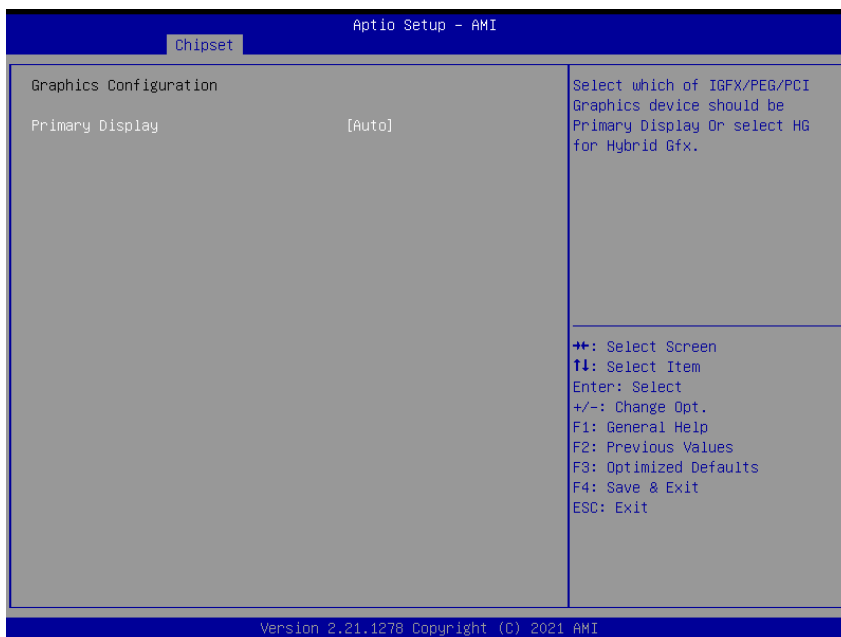 Aptio Setup – AMI
Chipset
Graphics Configuration
Primary Display [Auto]
Select which of IGFX/PEG/PCI
Graphics device should be
Primary Display Or select HG
for Hybrid Gfx.
→←: Select Screen
↑↓: Select Item
Enter: Select
+/-: Change Opt.
F1: General Help
F2: Previous Values
F3: Optimized Defaults
F4: Save & Exit
ESC: Exit
Version 2.21.1278 Copyright (C) 2021 AMI